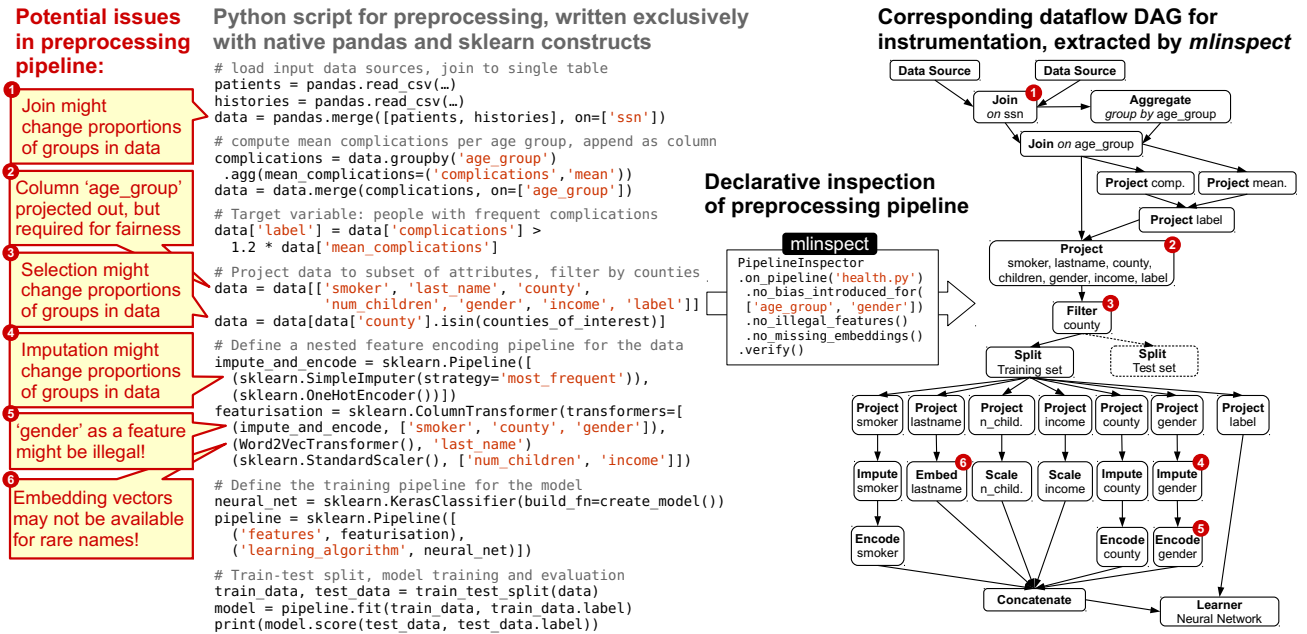 Potential issues
in preprocessing
pipeline:
1
Join might
change proportions
of groups in data
2
Column ‘age_group’
projected out, but
required for fairness
3
Selection might
change proportions
of groups in data
4
Imputation might
change proportions
of groups in data
5
‘gender’ as a feature
might be illegal!
6
Embedding vectors
may not be available
for rare names!
Python script for preprocessing, written exclusively
with native pandas and sklearn constructs
# load input data sources, join to single table
patients = pandas.read_csv(…)
histories = pandas.read_csv(…)
data = pandas.merge([patients, histories], on=['ssn'])
# compute mean complications per age group, append as column
complications = data.groupby('age_group')
.agg(mean_complications=('complications','mean'))
data = data.merge(complications, on=['age_group'])
# Target variable: people with frequent complications
data['label'] = data['complications'] >
1.2 * data['mean_complications']
# Project data to subset of attributes, filter by counties
data = data[['smoker', 'last_name', 'county',
'num_children', 'gender', 'income', 'label']]
data = data[data['county'].isin(counties_of_interest)]
# Define a nested feature encoding pipeline for the data
impute_and_encode = sklearn.Pipeline([
(sklearn.SimpleImputer(strategy='most_frequent')),
(sklearn.OneHotEncoder())])
featurisation = sklearn.ColumnTransformer(transformers=[
(impute_and_encode, ['smoker', 'county', 'gender']),
(Word2VecTransformer(), 'last_name')
(sklearn.StandardScaler(), ['num_children', 'income']])
# Define the training pipeline for the model
neural_net = sklearn.KerasClassifier(build_fn=create_model())
pipeline = sklearn.Pipeline([
('features', featurisation),
('learning_algorithm', neural_net)])
# Train-test split, model training and evaluation
train_data, test_data = train_test_split(data)
model = pipeline.fit(train_data, train_data.label)
print(model.score(test_data, test_data.label))
Declarative inspection
of preprocessing pipeline
mlinspect
PipelineInspector
.on_pipeline('health.py')
.no_bias_introduced_for(
['age_group', 'gender'])
.no_illegal_features()
.no_missing_embeddings()
.verify()
Corresponding dataflow DAG for
instrumentation, extracted by mlinspect
Data Source
Data Source
1
Join
on ssn
Aggregate
group by age_group
Join on age_group
Project comp.
Project mean.
Project label
2
Project
smoker, lastname, county,
children, gender, income, label
3
Filter
county
Split
Training set
Split
Test set
Project
smoker
Project
lastname
Project
n_child.
Project
income
Project
county
Project
gender
Project
label
Impute
smoker
6
Embed
lastname
Scale
n_child.
Scale
income
Impute
county
4
Impute
gender
Encode
smoker
Encode
county
5
Encode
gender
Concatenate
Learner
Neural Network